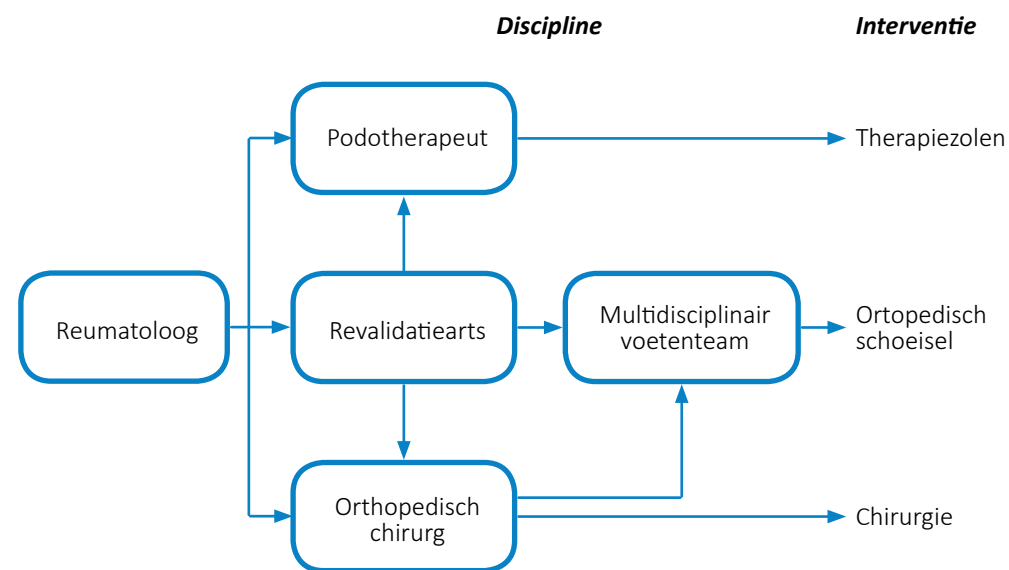 Discipline
Interventie
Podotherapeut
Therapiezolen
Reumatoloog
Revalidatiearts
Multidisciplinair
voetenteam
Ortopedisch
schoeisel
Orthopedisch
chirurg
Chirurgie